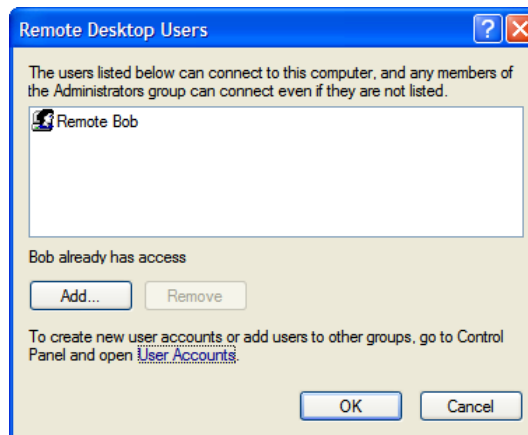 Remote Desktop Users
The users listed below can connect to this computer, and any members of
the Administrators group can connect even if they are not listed.
Remote Bob
Bob already has access
Add...
Remove
To create new user accounts or add users to other groups, go to Control
Panel and open User Accounts.
OK
Cancel